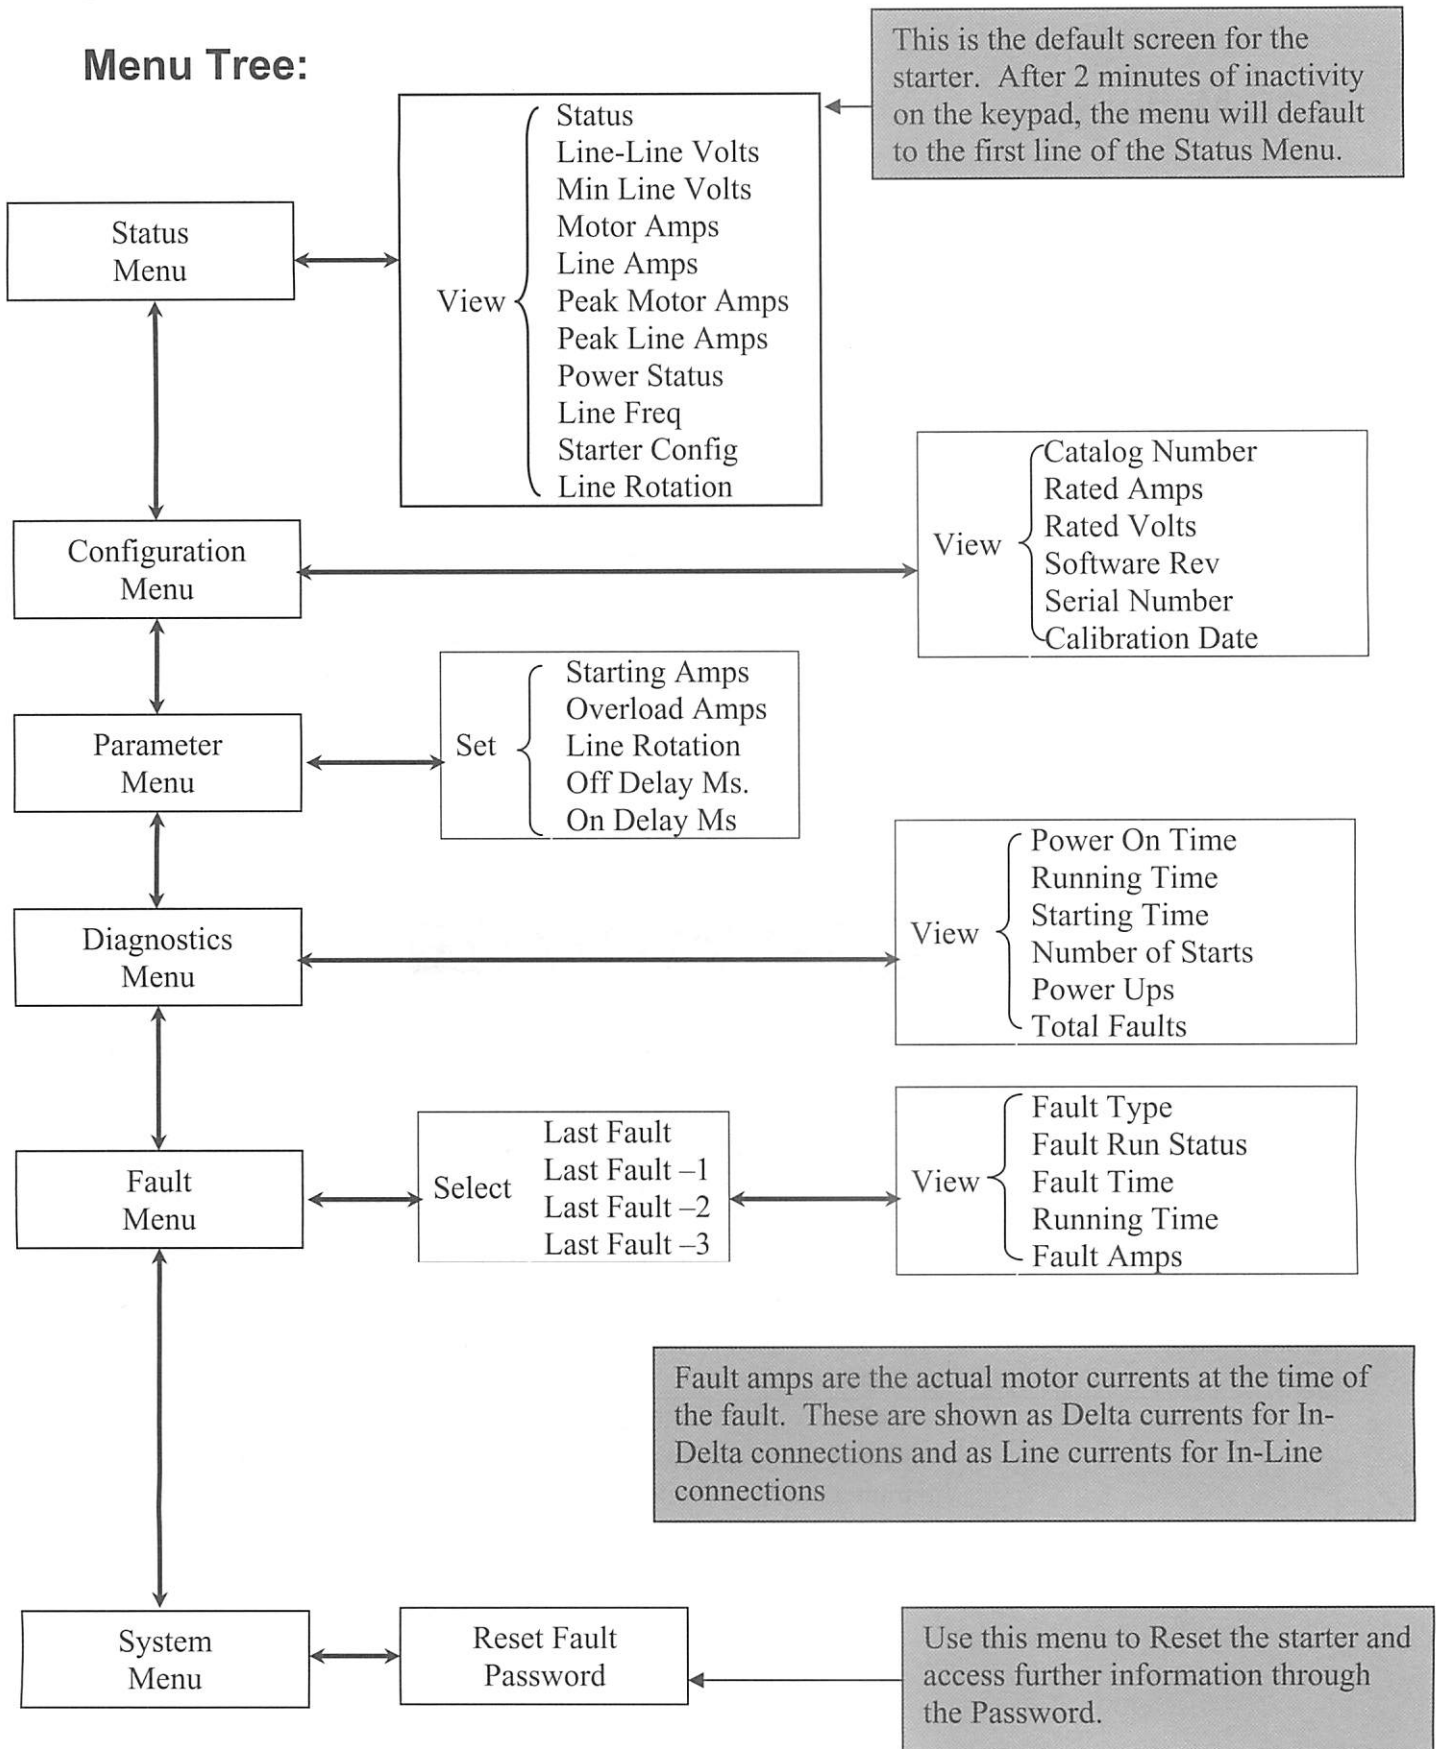 Menu Tree:
This is the default screen for the
starter. After 2 minutes of inactivity
on the keypad, the menu will default
to the first line of the Status Menu.
Status
Menu
View
Status
Line-Line Volts
Min Line Volts
Motor Amps
Line Amps
Peak Motor Amps
Peak Line Amps
Power Status
Line Freq
Starter Config
Line Rotation
Configuration
Menu
View
Catalog Number
Rated Amps
Rated Volts
Software Rev
Serial Number
Calibration Date
Parameter
Menu
Set
Starting Amps
Overload Amps
Line Rotation
Off Delay Ms.
On Delay Ms
Diagnostics
Menu
View
Power On Time
Running Time
Starting Time
Number of Starts
Power Ups
Total Faults
Fault
Menu
Select
Last Fault
Last Fault –1
Last Fault –2
Last Fault –3
View
Fault Type
Fault Run Status
Fault Time
Running Time
Fault Amps
Fault amps are the actual motor currents at the time of
the fault. These are shown as Delta currents for In-
Delta connections and as Line currents for In-Line
connections
System
Menu
Reset Fault
Password
Use this menu to Reset the starter and
access further information through
the Password.